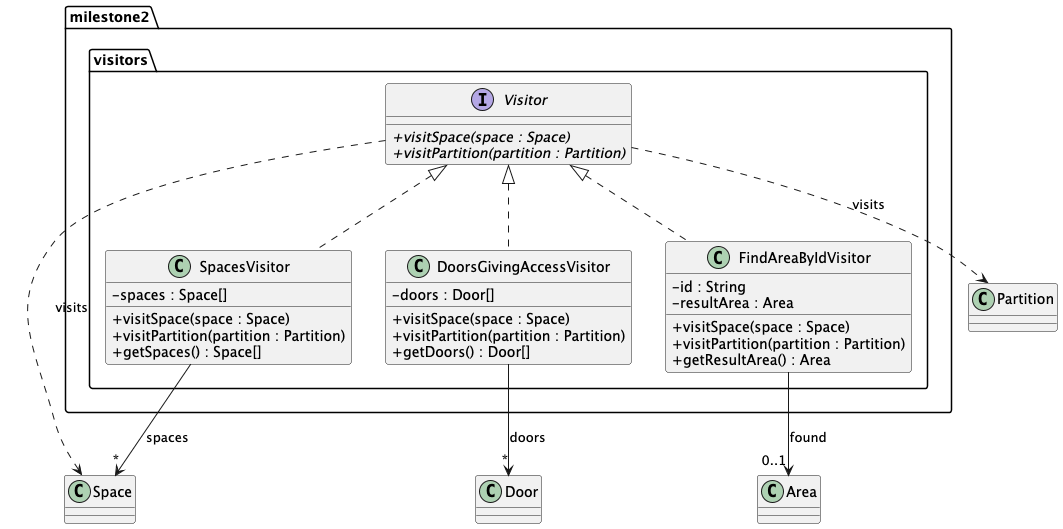 milestone2
visitors
I Visitor
+visitSpace(space : Space)
+visitPartition(partition : Partition)
visits
C SpacesVisitor
-spaces : Space[]
+visitSpace(space : Space)
+visitPartition(partition : Partition)
+getSpaces() : Space[]
C DoorsGivingAccessVisitor
-doors : Door[]
+visitSpace(space : Space)
+visitPartition(partition : Partition)
+getDoors() : Door[]
C FindAreaByIdVisitor
-id : String
-resultArea : Area
+visitSpace(space : Space)
+visitPartition(partition : Partition)
+getResultArea() : Area
C Partition
visits
spaces
*
doors
*
found
0..1
C Space
C Door
C Area